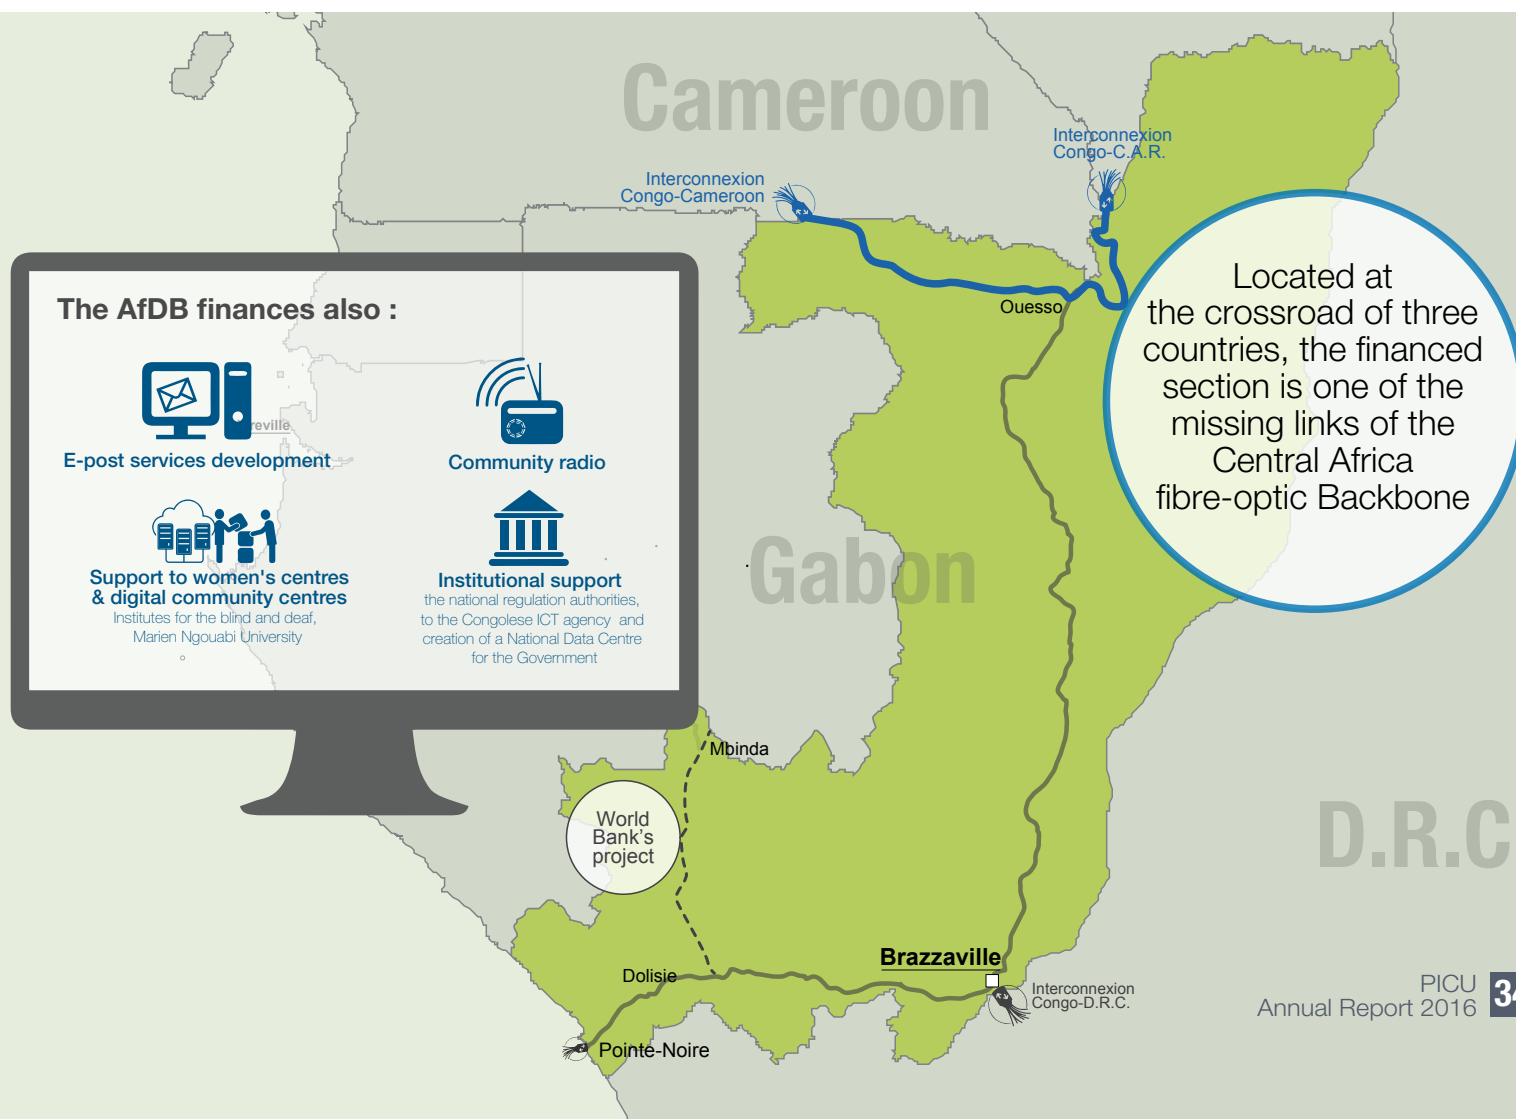 Cameroon
Interconnexion
Congo-C.A.R.
Interconnexion
Congo-Cameroon
Ouesso
Located at
the crossroad of three
countries, the financed
section is one of the
missing links of the
Central Africa
fibre-optic Backbone
The AfDB finances also :
reville
E-post services development
Community radio
Support to women's centres
& digital community centres
Institutes for the blind and deaf,
Marien Ngouabi University
Institutional support
the national regulation authorities,
to the Congolese ICT agency and
creation of a National Data Centre
for the Government
Gabon
Mbinda
World
Bank's
project
D.R.C
Brazzaville
Dolisie
Interconnexion
Congo-D.R.C.
Pointe-Noire
PICU
Annual Report 2016
34